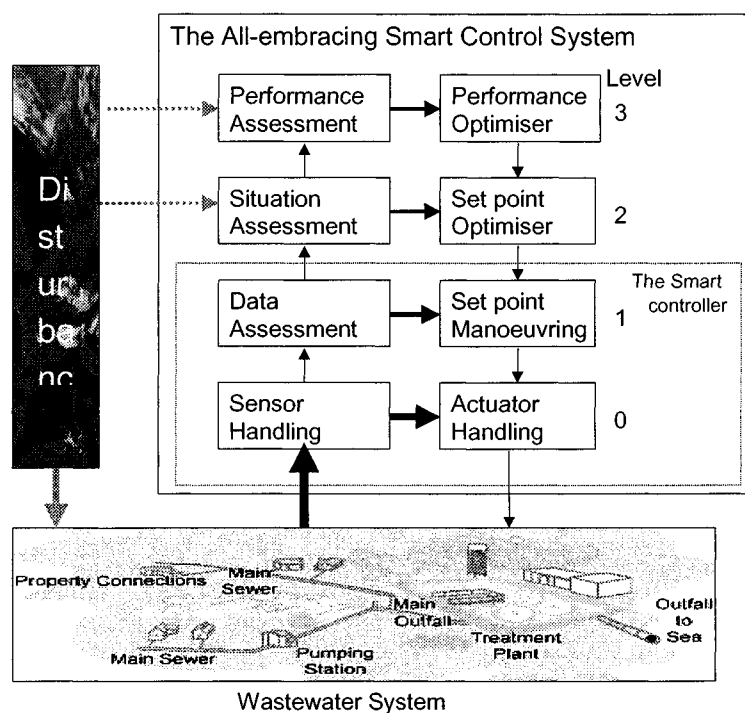 The All-embracing Smart Control System
Level
Performance
Assessment
Performance
Optimiser
3
Situation
Assessment
Set point
Optimiser
2
The Smart
controller
Data
Assessment
Set point
Manoeuvring
1
Sensor
Handling
Actuator
Handling
0
Di
st
ur
ba
nc
Property Connections
Main
Sewer
Main
Outfall
Outfall
to
Sea
Treatment
Plant
Main Sewer
Pumping
Station
Wastewater System